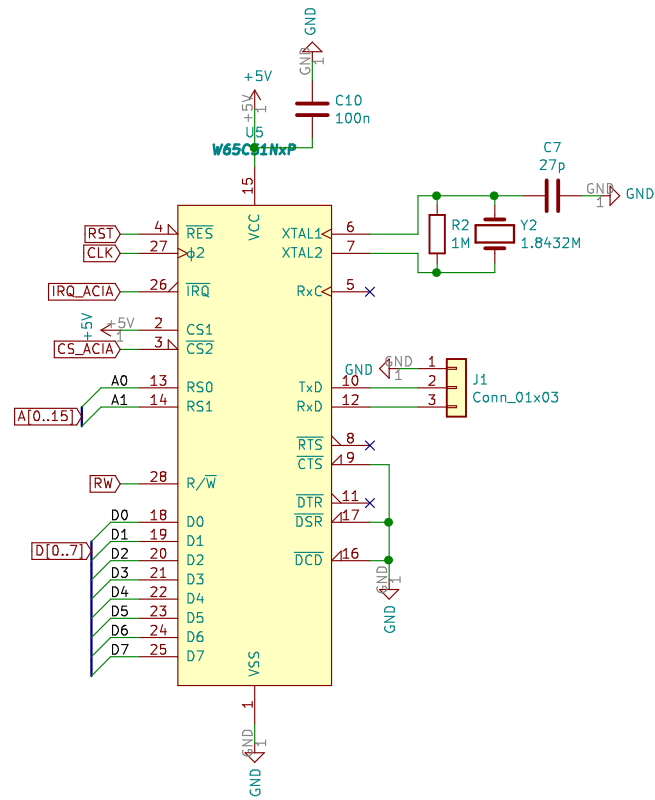 GND
GND
1
+5V
+5V
1
C10
100n
U5
W65C51NxP
15
VCC
C7
27p
GND
1
GND
RST
4
RES
XTAL1
6
R2
1M
Y2
1.8432M
CLK
27
ϕ2
XTAL2
7
IRQ_ACIA
26
IRQ
RxC
5
+5V
+5V
1
2
CS1
CS_ACIA
3
CS2
GND
GND
1
1
J1
Conn_01x03
A0
13
RS0
TxD
10
2
A[0..15]
A1
14
RS1
RxD
12
3
RTS
8
CTS
9
RW
28
R/W
DTR
11
D0
18
D0
DSR
17
D[0..7]
D1
19
D1
D2
20
D2
DCD
16
D3
21
D3
GND
1
GND
D4
22
D4
D5
23
D5
D6
24
D6
D7
25
D7
VSS
1
GND
1
GND